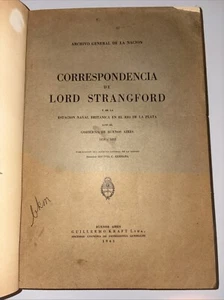 ARCHIVO GENERAL DE LA NACION
CORRESPONDENCIA
DE
LORD STRANGFORD
Y DE LA
ESTACION NAVAL BRITANICA EN EL RIO DE LA PLATA
CON EL
GOBIERNO DE BUENOS AIRES
BUENOS AIRES
GUILLERMO KRAFT Ltda.
1941